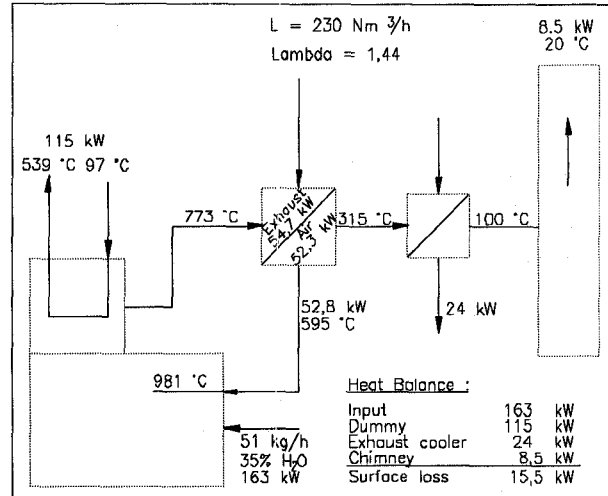 L = 230 Nm³/h
Lambda = 1,44
8.5 kW
20 °C
115 kW
539 °C 97 °C
773 °C
Exhaust
54,7 kW
Air
52,3 kW
315 °C
100 °C
52,8 kW
595 °C
24 kW
981 °C
51 kg/h
35% H₂O
163 kW
Heat Balance :
Input 163 kW
Dummy 115 kW
Exhaust cooler 24 kW
Chimney 8,5 kW
Surface loss 15,5 kW